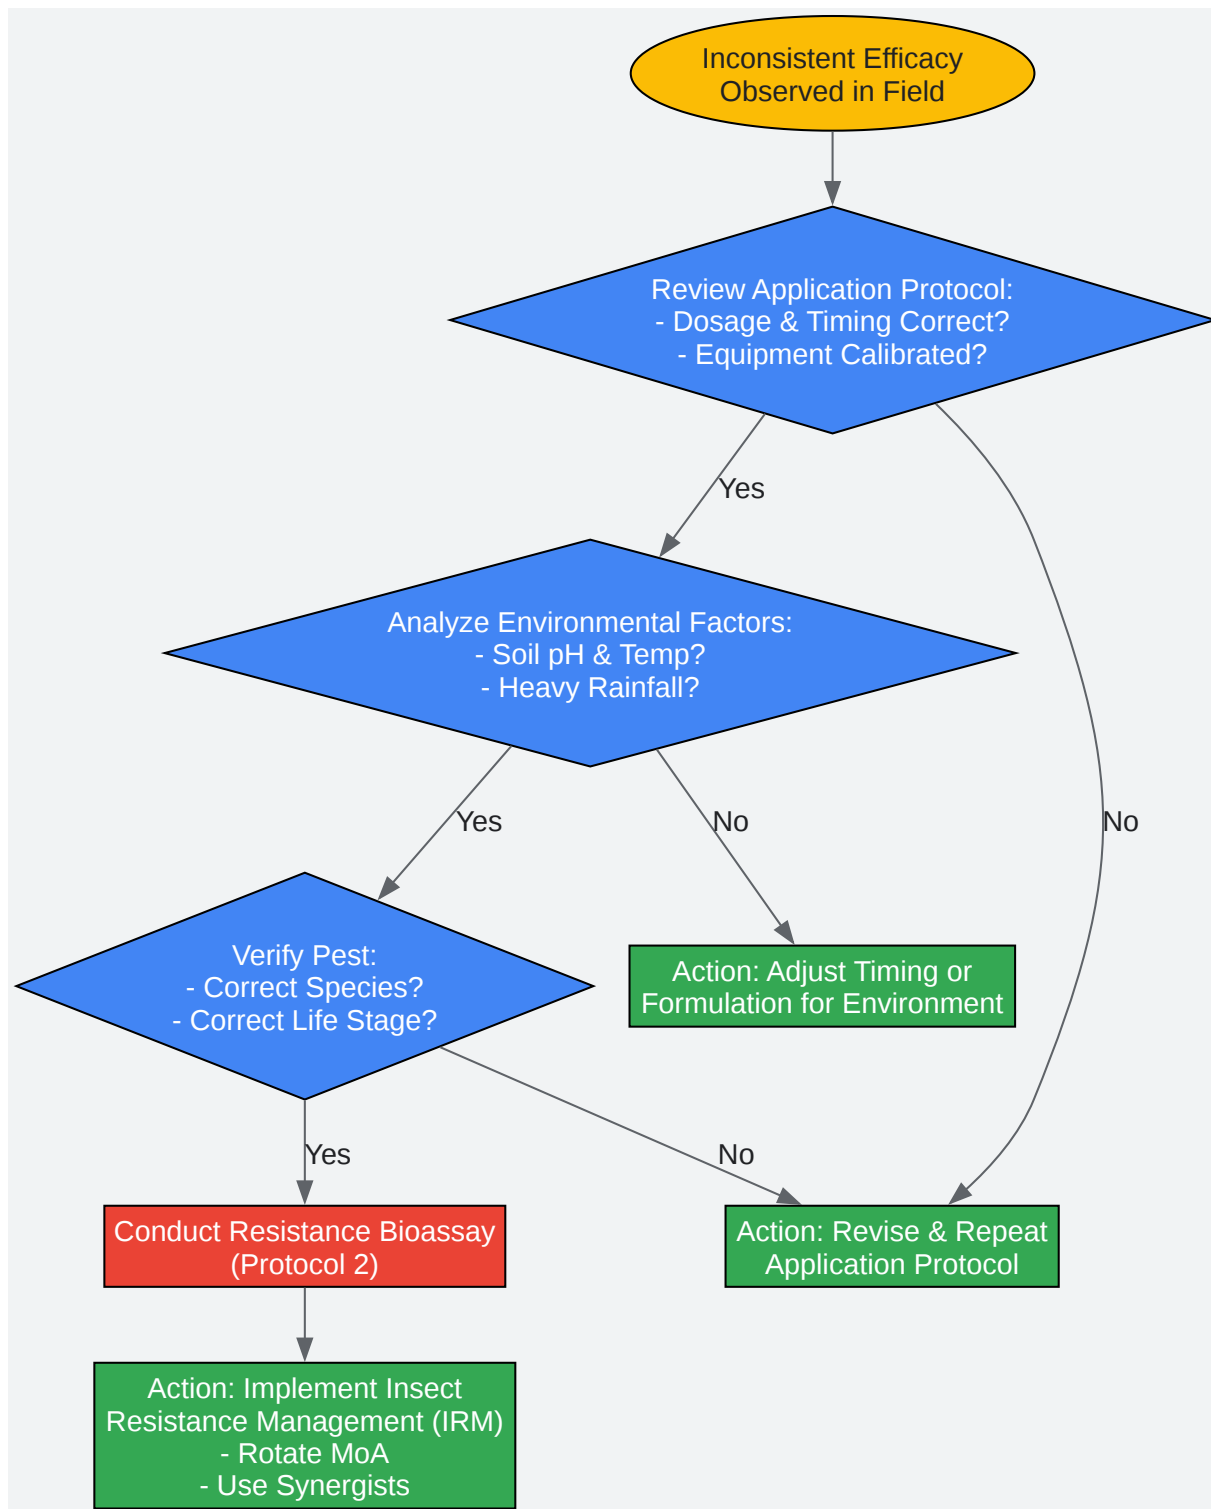 Inconsistent Efficacy
Observed in Field
Review Application Protocol:
- Dosage & Timing Correct?
- Equipment Calibrated?
Yes
Analyze Environmental Factors:
- Soil pH & Temp?
- Heavy Rainfall?
Yes
No
No
Verify Pest:
- Correct Species?
- Correct Life Stage?
Action: Adjust Timing or
Formulation for Environment
Yes
No
Conduct Resistance Bioassay
(Protocol 2)
Action: Revise & Repeat
Application Protocol
Action: Implement Insect
Resistance Management (IRM)
- Rotate MoA
- Use Synergists